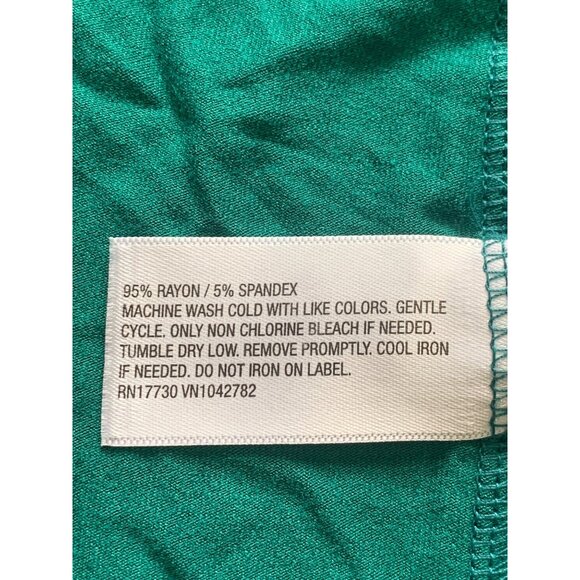 95% RAYON / 5% SPANDEX
MACHINE WASH COLD WITH LIKE COLORS. GENTLE
CYCLE. ONLY NON CHLORINE BLEACH IF NEEDED.
TUMBLE DRY LOW. REMOVE PROMPTLY. COOL IRON
IF NEEDED. DO NOT IRON ON LABEL.
RN17730 VN1042782